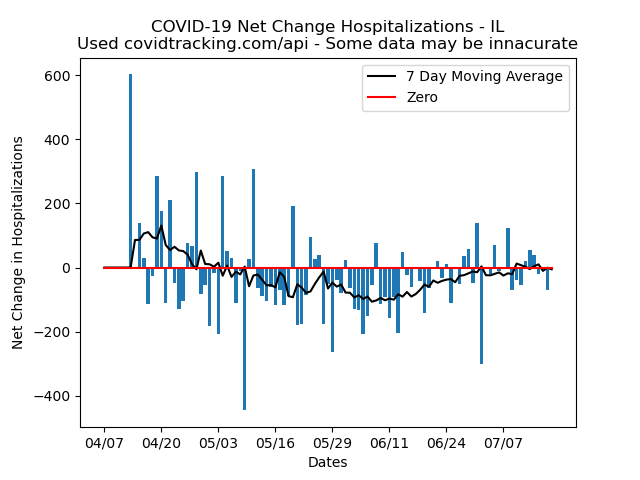 COVID-19 Net Change Hospitalizations - IL
Used covidtracking.com/api - Some data may be innacurate
7 Day Moving Average
Zero
Net Change in Hospitalizations
600
400
200
0
−200
−400
04/07 04/20 05/03 05/16 05/29 06/11 06/24 07/07
Dates